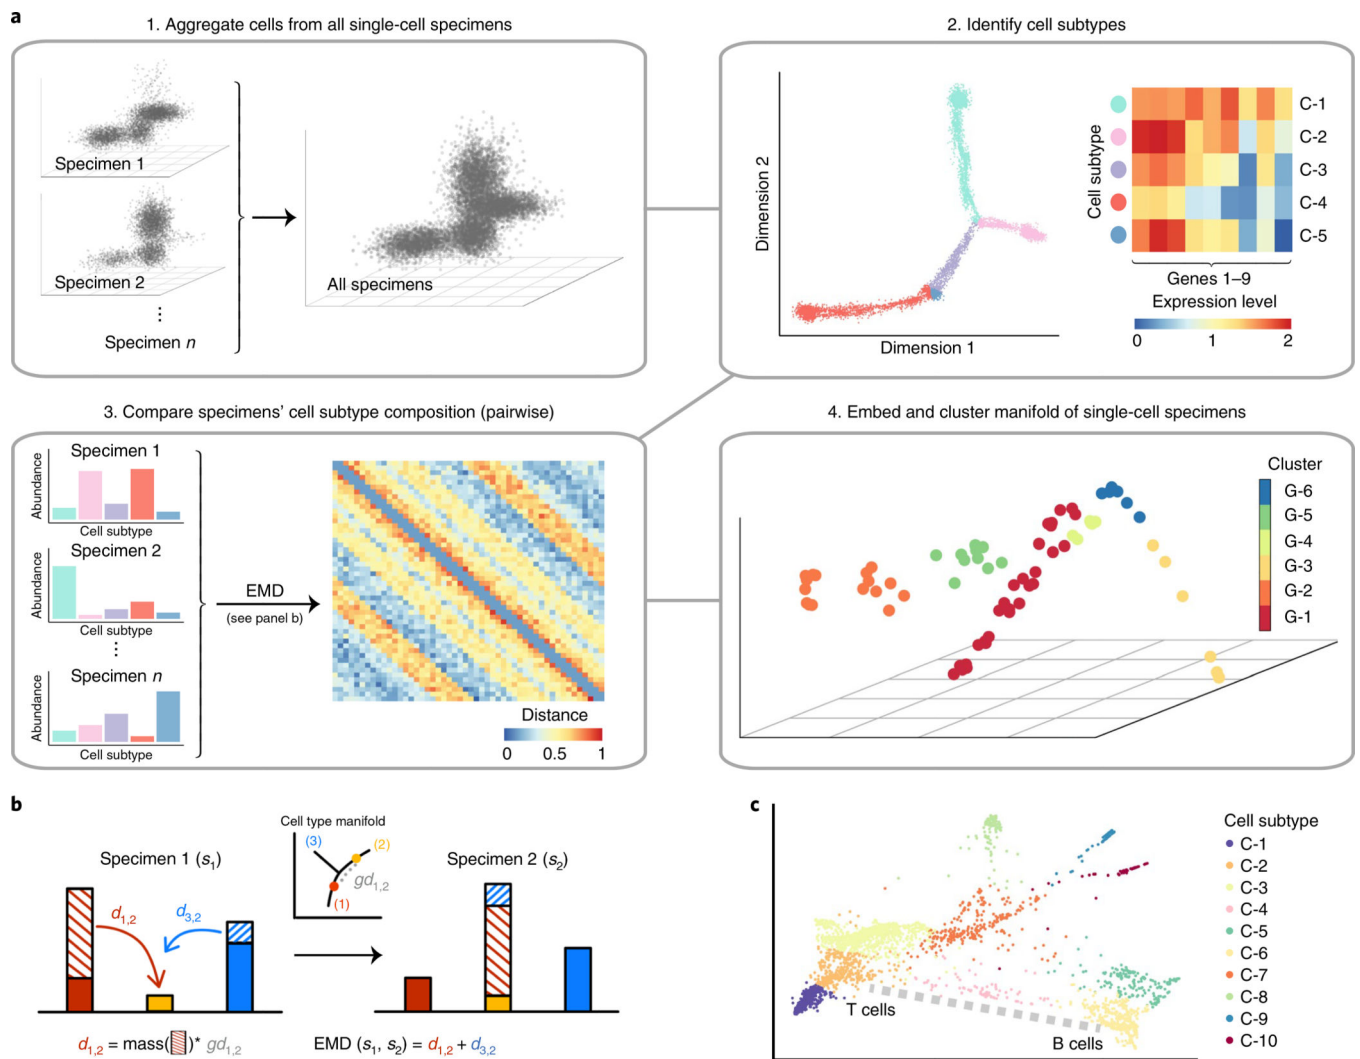 a
1. Aggregate cells from all single-cell specimens
Specimen 1
Specimen 2
⋮
Specimen n
All specimens
2. Identify cell subtypes
Dimension 2
Dimension 1
Cell subtype
C-1
C-2
C-3
C-4
C-5
Genes 1–9
Expression level
0 1 2
3. Compare specimens' cell subtype composition (pairwise)
Specimen 1
Abundance
Cell subtype
Specimen 2
Abundance
Cell subtype
⋮
Specimen n
Abundance
Cell subtype
EMD
(see panel b)
Distance
0 0.5 1
4. Embed and cluster manifold of single-cell specimens
Cluster
G-6
G-5
G-4
G-3
G-2
G-1
b
Specimen 1 (s1)
d1,2
d3,2
Cell type manifold
(3)
(2)
gd1,2
(1)
Specimen 2 (s2)
d1,2 = mass( )* gd1,2
EMD (s1, s2) = d1,2 + d3,2
c
T cells
B cells
Cell subtype
C-1
C-2
C-3
C-4
C-5
C-6
C-7
C-8
C-9
C-10